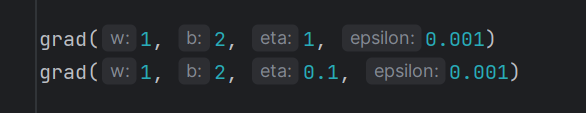 grad( w: 1, b: 2, eta: 1, epsilon: 0.001)
grad( w: 1, b: 2, eta: 0.1, epsilon: 0.001)